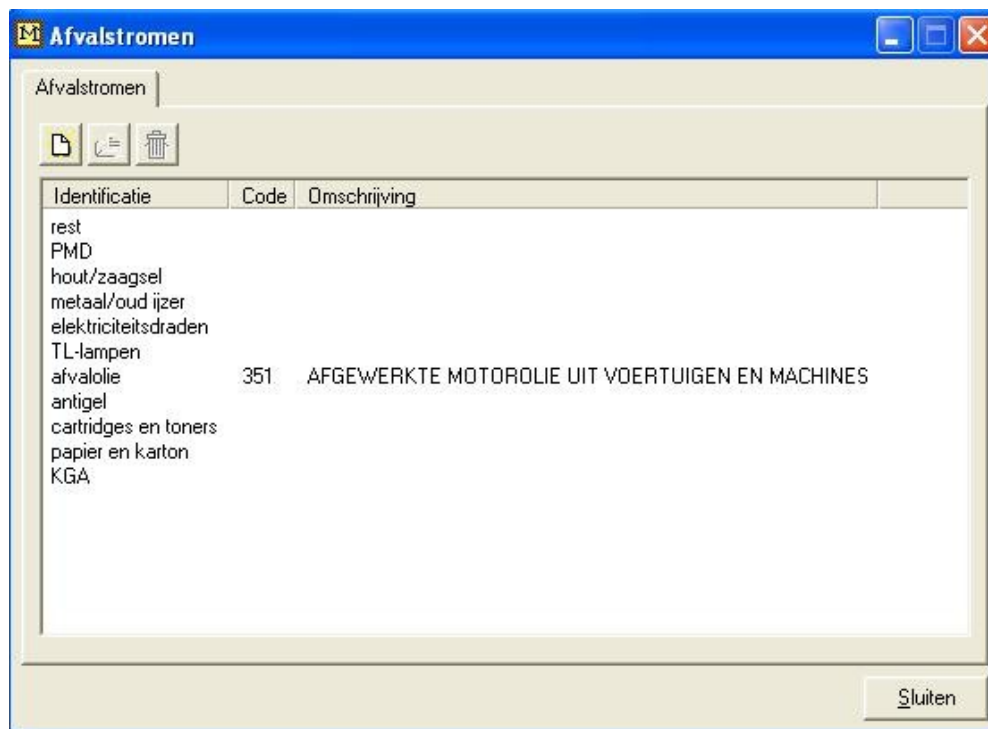 Afvalstromen
Afvalstromen
Identificatie Code Omschrijving
rest
PMD
hout/zaagsel
metaal/oud ijzer
elektriciteitsdraden
TL-lampen
afvalolie 351 AFGEWERKTE MOTOROLIE UIT VOERTUIGEN EN MACHINES
antigel
cartridges en toners
papier en karton
KGA
Sluiten